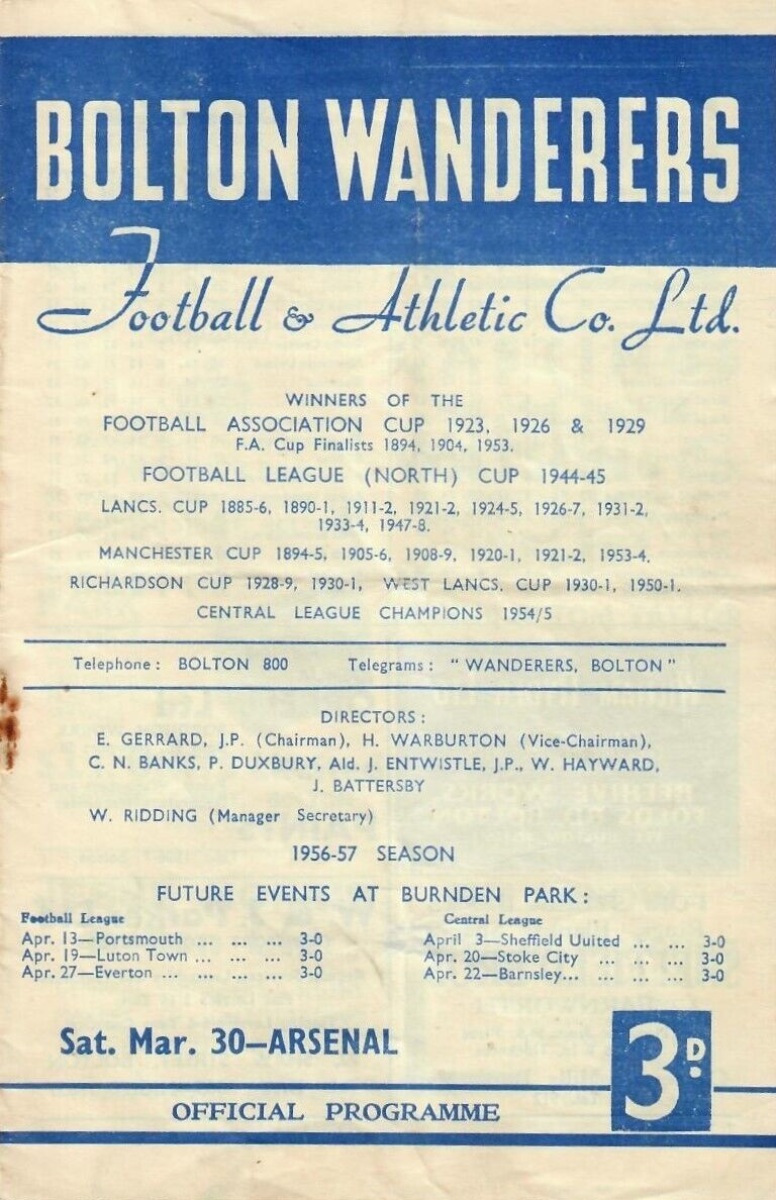 BOLTON WANDERERS
Football & Athletic Co. Ltd.
WINNERS OF THE
FOOTBALL ASSOCIATION CUP 1923, 1926 & 1929
F.A. Cup Finalists 1894, 1904, 1953.
FOOTBALL LEAGUE (NORTH) CUP 1944-45
LANCS. CUP 1885-6, 1890-1, 1911-2, 1921-2, 1924-5, 1926-7, 1931-2,
1933-4, 1947-8.
MANCHESTER CUP 1894-5, 1905-6, 1908-9, 1920-1, 1921-2, 1953-4.
RICHARDSON CUP 1928-9, 1930-1, WEST LANCS. CUP 1930-1, 1950-1.
CENTRAL LEAGUE CHAMPIONS 1954/5
Telephone: BOLTON 800 Telegrams: "WANDERERS, BOLTON"
DIRECTORS:
E. GERRARD, J.P. (Chairman), H. WARBURTON (Vice-Chairman),
C. N. BANKS, P. DUXBURY, Ald. J. ENTWISTLE, J.P., W. HAYWARD,
J. BATTERSBY
W. RIDDING (Manager Secretary)
1956-57 SEASON
FUTURE EVENTS AT BURNDEN PARK:
Football League
Apr. 13—Portsmouth ... ... ... 3-0
Apr. 19—Luton Town ... ... ... 3-0
Apr. 27—Everton ... ... ... 3-0
Central League
April 3—Sheffield Uuited ... ... 3-0
Apr. 20—Stoke City ... ... ... 3-0
Apr. 22—Barnsley... ... ... 3-0
Sat. Mar. 30—ARSENAL
3D.
OFFICIAL PROGRAMME